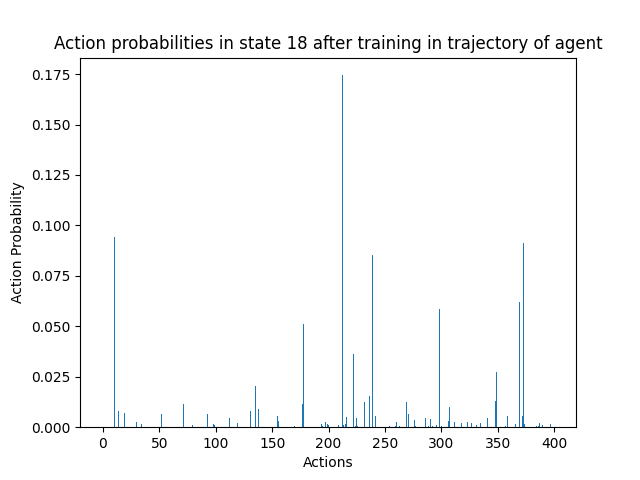 Action probabilities in state 18 after training in trajectory of agent
0.175
0.150
0.125
0.100
0.075
0.050
0.025
0.000
Action Probability
0 50 100 150 200 250 300 350 400
Actions